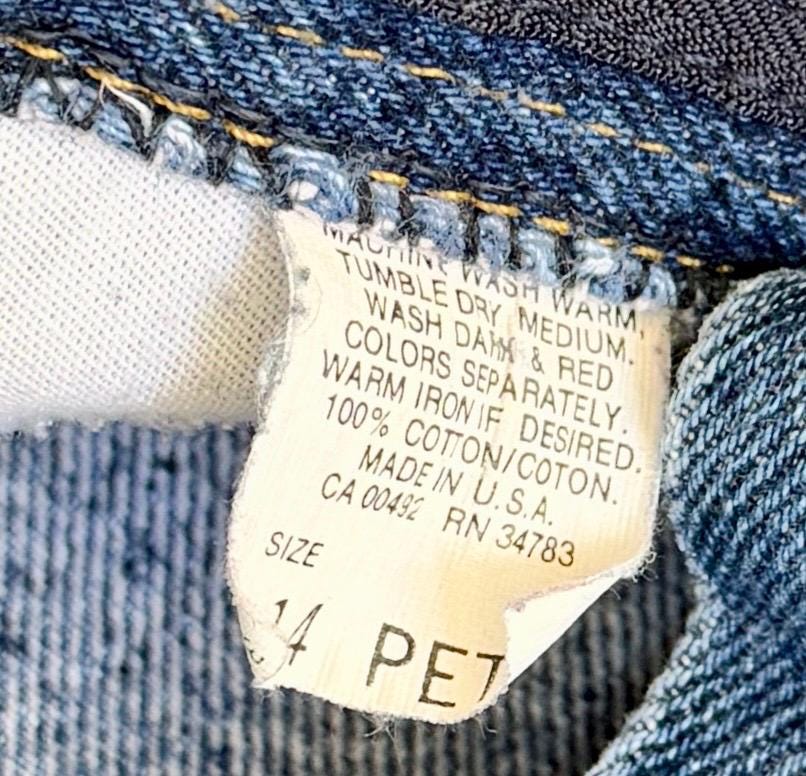 MACHINE WASH WARM,
TUMBLE DRY MEDIUM.
WASH DARK & RED
COLORS SEPARATELY.
WARM IRON IF DESIRED.
100% COTTON/COTON.
MADE IN U.S.A.
CA 00492 RN 34783
SIZE
14 PET